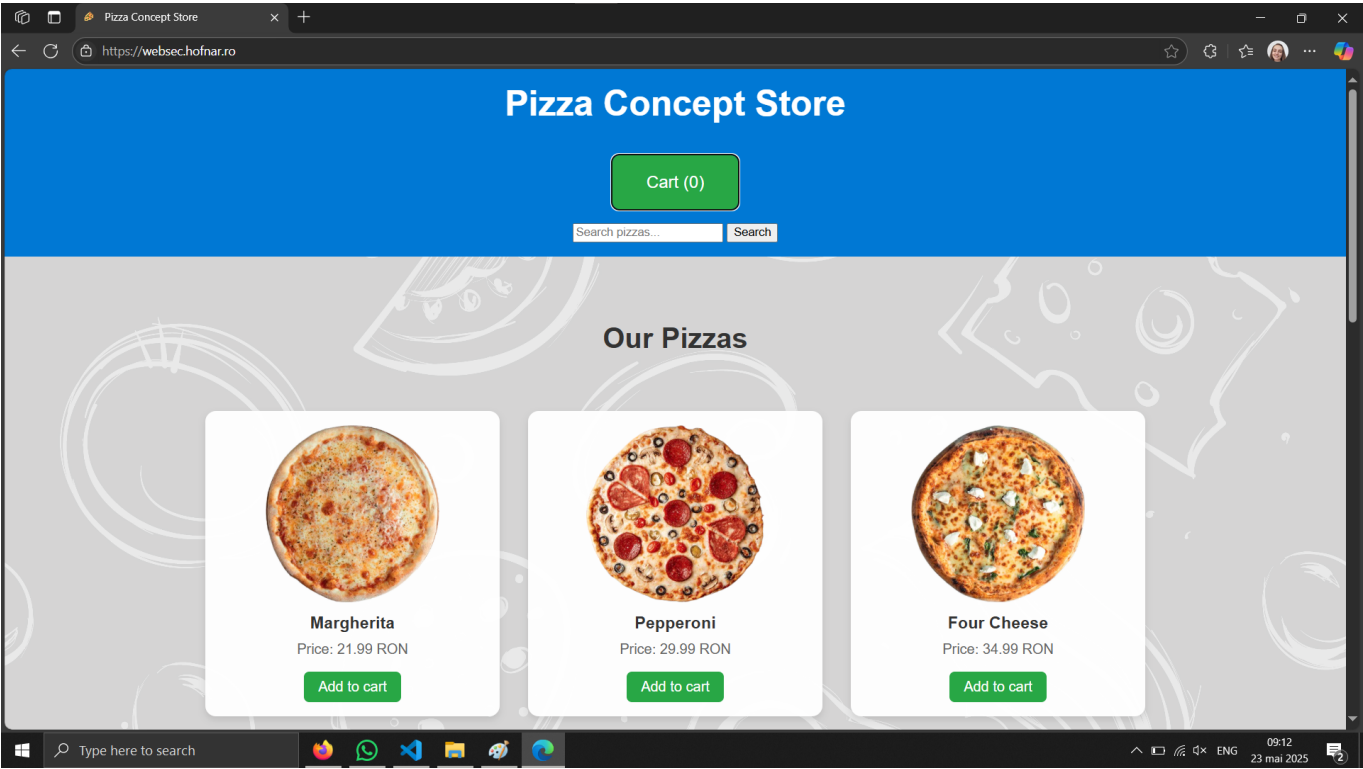 Pizza Concept Store
https://websec.hofnar.ro
Pizza Concept Store
Cart (0)
Search pizzas... Search
Our Pizzas
Margherita Pepperoni Four Cheese
Price: 21.99 RON Price: 29.99 RON Price: 34.99 RON
Add to cart Add to cart Add to cart
Type here to search ENG 09:12
23 mai 2025 2